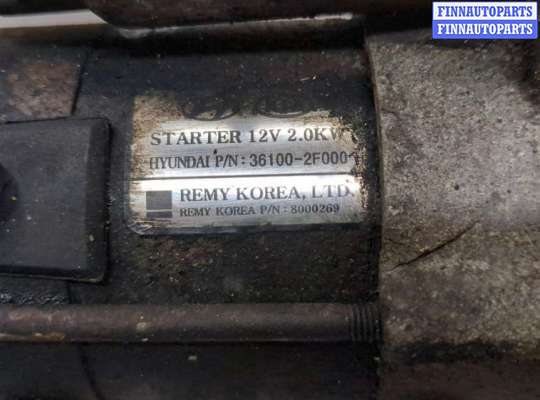 FINNAUTOPARTS
FINNAUTOPARTS
STARTER 12V 2.0KW
HYUNDAI P/N : 36100-2F000
REMY KOREA, LTD.
REMY KOREA P/N : 8000269